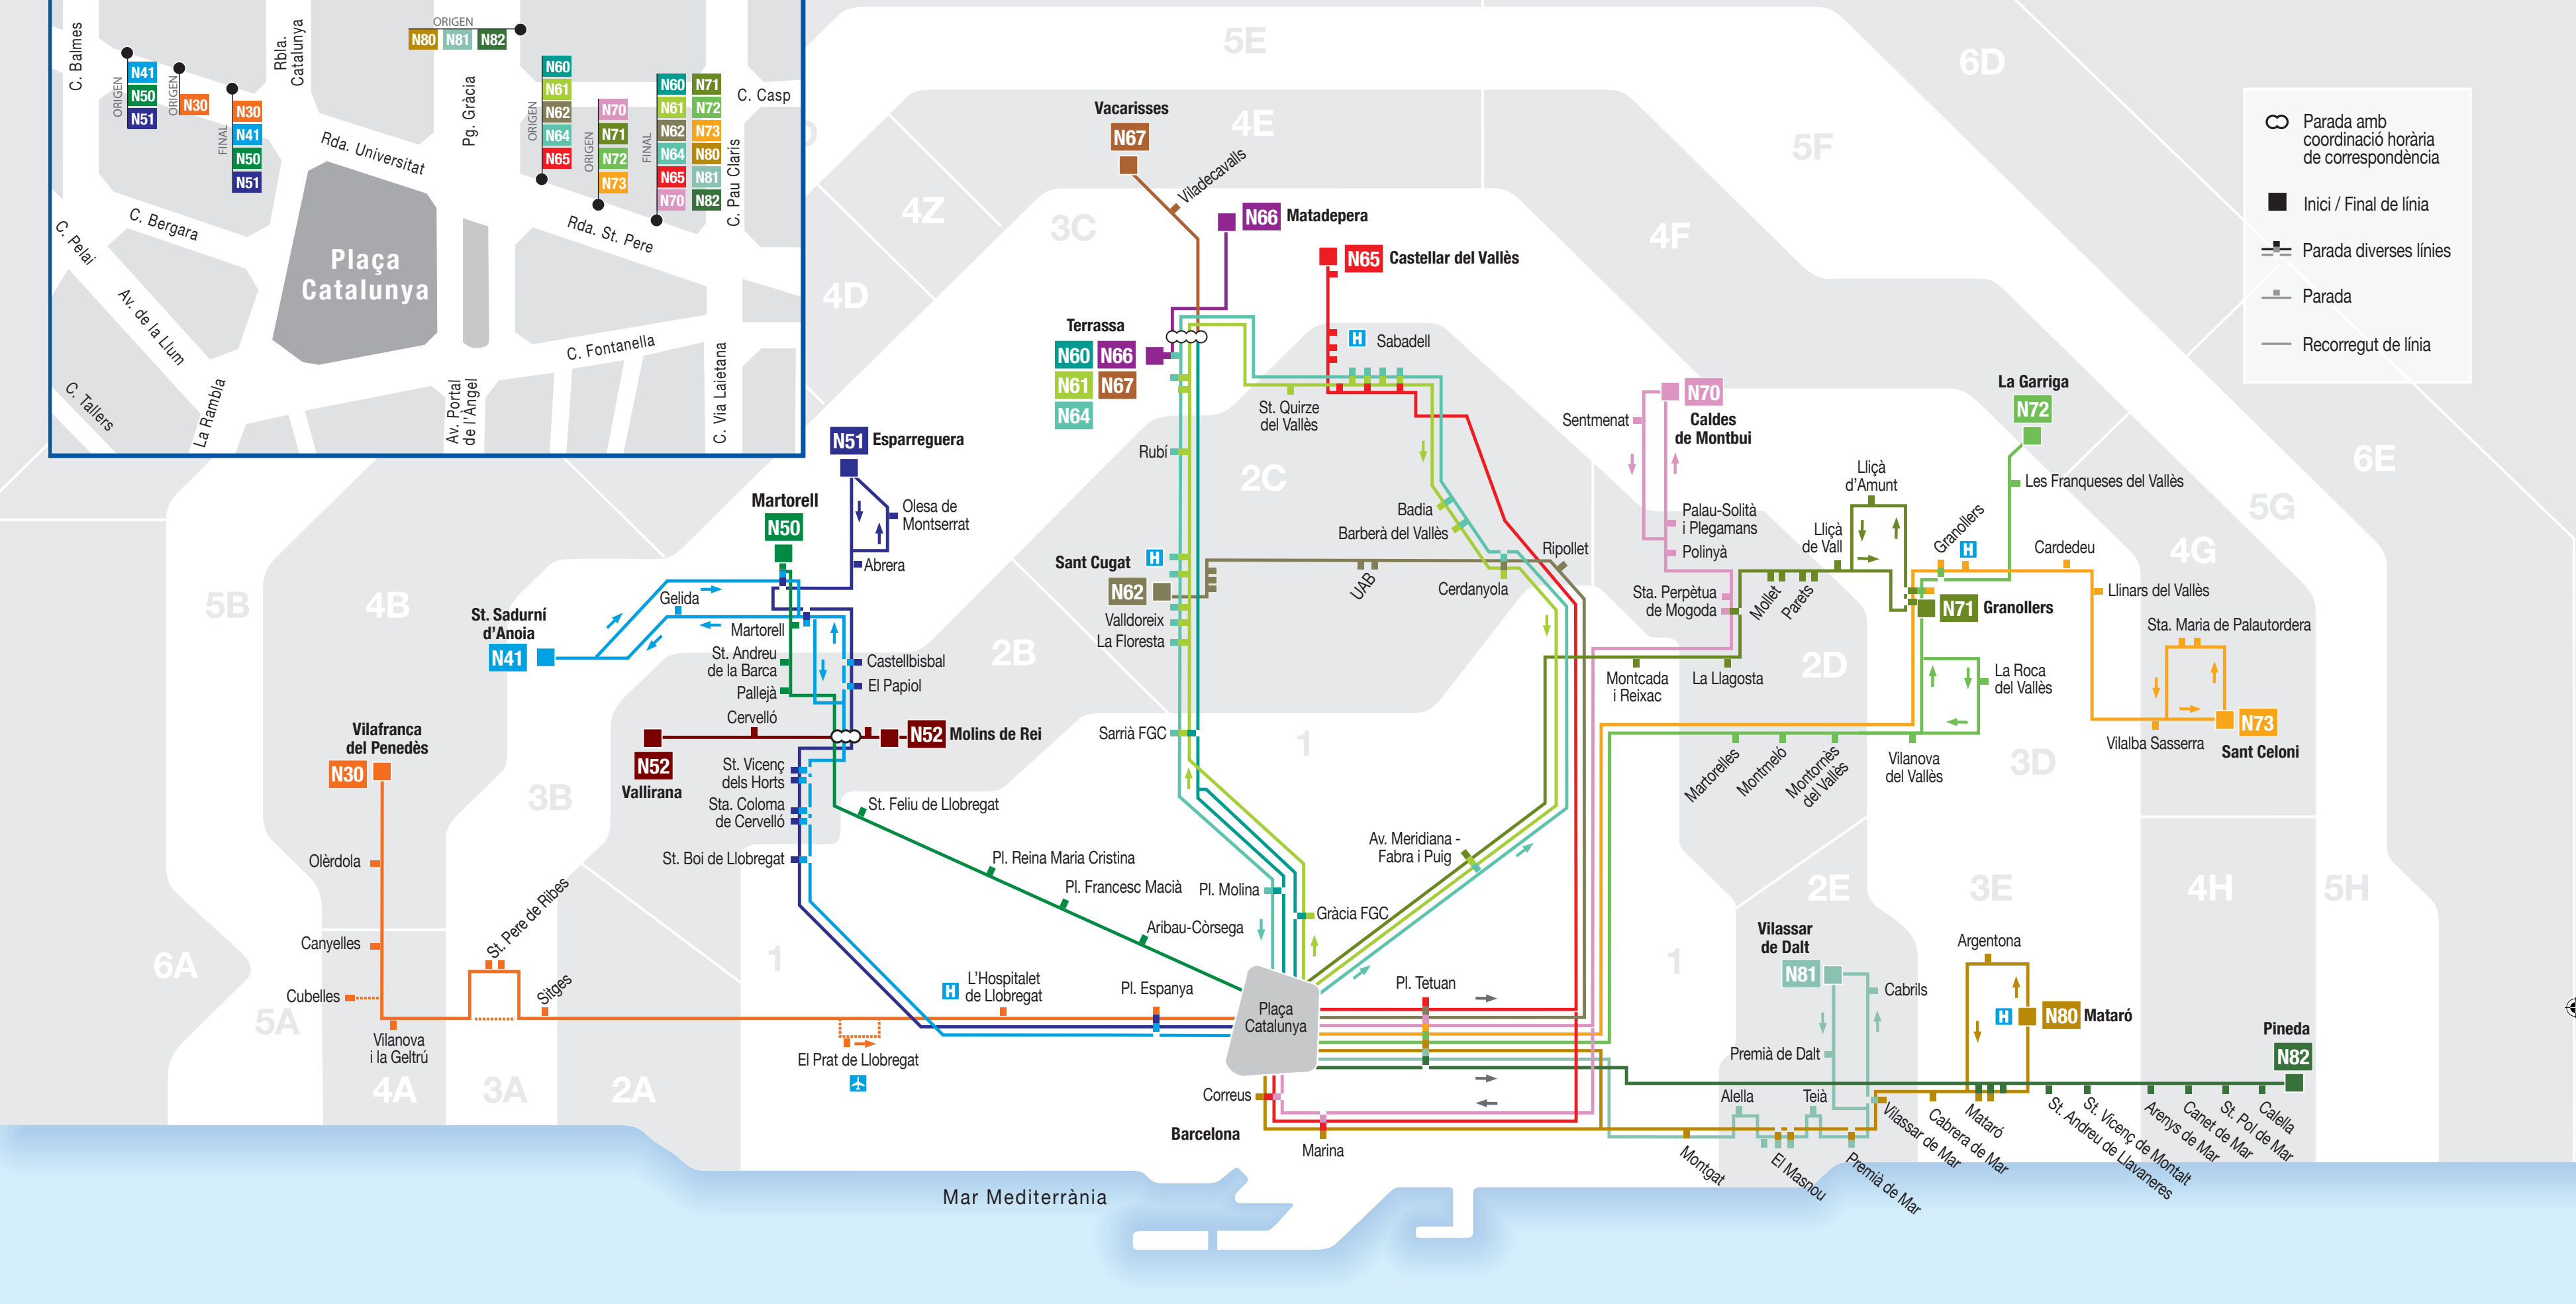 C. Balmes
ORIGEN
N41
N50
N51
ORIGEN
N30
FINAL
N30
N41
N50
N51
Rbla.
Catalunya
ORIGEN
N80 N81 N82
Pg. Gràcia
ORIGEN
N60
N61
N62
N64
N65
ORIGEN
N70
N71
N72
N73
FINAL
N60 N71
N61 N72
N62 N73
N64 N80
N65 N81
N70 N82
C. Casp
C. Pau Claris
Rda. Universitat
Rda. St. Pere
C. Bergara
C. Pelai
Plaça
Catalunya
Av. de la Llum
C. Tallers
La Rambla
Av. Portal
de l'Àngel
C. Fontanella
C. Via Laietana
Parada amb
coordinació horària
de correspondència
Inici / Final de línia
Parada diverses línies
Parada
Recorregut de línia
5E
6D
4E
5F
4Z
3C
4F
4D
6E
2C
5G
4G
5B
4B
2B
2D
3B
1
3D
2E
3E
4H
5H
6A
1
1
5A
4A
3A
2A
Vacarisses
N67
Viladecavalls
N66 Matadepera
N65 Castellar del Vallès
Terrassa
N60 N66
N61 N67
N64
H Sabadell
St. Quirze
del Vallès
Rubí
Badia
Barberà del Vallès
Cerdanyola
Ripollet
UAB
H
Sant Cugat
N62
Valldoreix
La Floresta
Sarrià FGC
Pl. Molina
Gràcia FGC
Av. Meridiana -
Fabra i Puig
N70
Caldes
de Montbui
Sentmenat
Palau-Solità
i Plegamans
Polinyà
Sta. Perpètua
de Mogoda
Mollet
Parets
Lliçà
de Vall
Lliçà
d'Amunt
Granollers
H
La Garriga
N72
Les Franqueses del Vallès
Cardedeu
Llinars del Vallès
N71 Granollers
Sta. Maria de Palautordera
La Roca
del Vallès
Montcada
i Reixac
La Llagosta
Martorelles
Montmeló
Montornès
del Vallès
Vilanova
del Vallès
Vilalba Sasserra
N73
Sant Celoni
N51 Esparreguera
Olesa de
Montserrat
Abrera
Martorell
N50
Gelida
St. Sadurní
d'Anoia
N41
Martorell
St. Andreu
de la Barca
Pallejà
Castellbisbal
El Papiol
Cervelló
N52 Molins de Rei
N52
Vallirana
St. Vicenç
dels Horts
Sta. Coloma
de Cervelló
St. Boi de Llobregat
St. Feliu de Llobregat
Pl. Reina Maria Cristina
Pl. Francesc Macià
Aribau-Còrsega
Vilafranca
del Penedès
N30
Olèrdola
Canyelles
Cubelles
Vilanova
i la Geltrú
St. Pere de Ribes
Sitges
El Prat de Llobregat
H L'Hospitalet
de Llobregat
Pl. Espanya
Plaça
Catalunya
Pl. Tetuan
Correus
Barcelona
Marina
Vilassar
de Dalt
N81
Cabrils
Premià de Dalt
Alella
Teià
Argentona
H N80 Mataró
Pineda
N82
Montgat
El Masnou
Premià de Mar
Vilassar de Mar
Cabrera de Mar
Mataró
St. Andreu de Llavaneres
St. Vicenç de Montalt
Arenys de Mar
Canet de Mar
St. Pol de Mar
Calella
Mar Mediterrània